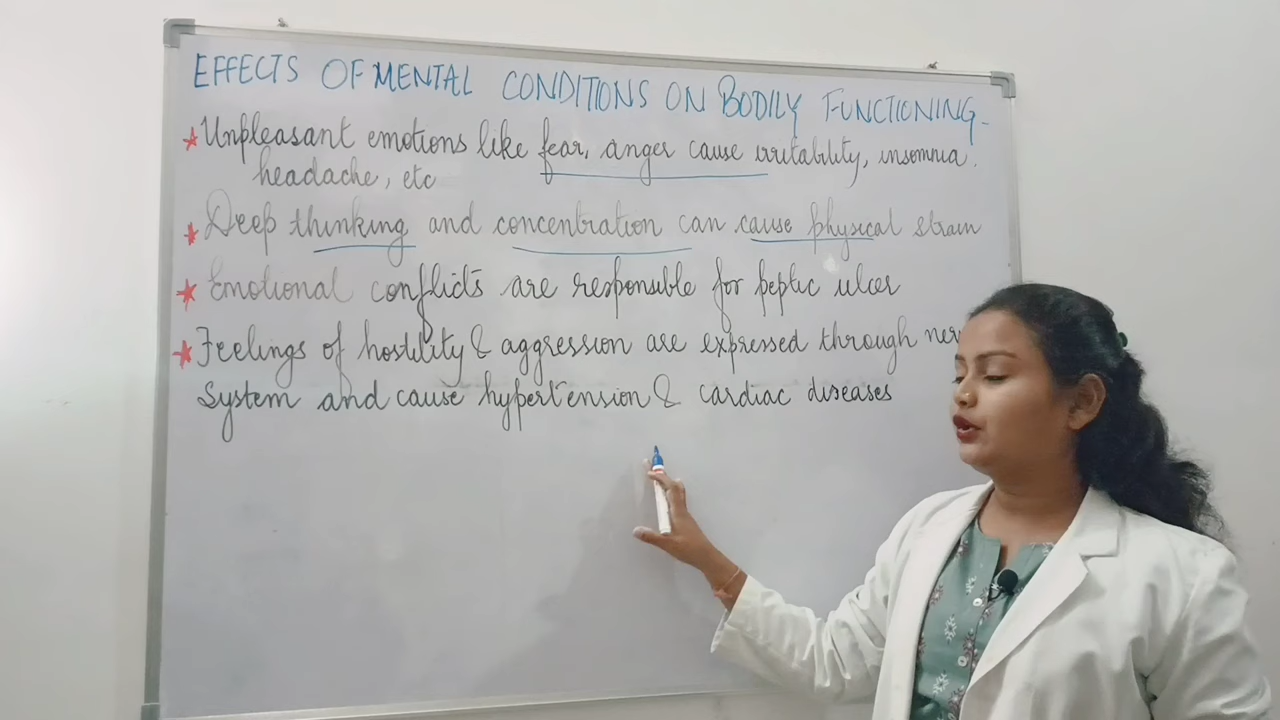 EFFECTS OF MENTAL CONDITIONS ON BODILY FUNCTIONING
Unpleasant emotions like fear, anger cause irritability, insomnia.
headache, etc
Deep thinking and concentration can cause physical strain
Emotional conflicts are responsible for peptic ulcer
Feelings of hostility & aggression are expressed through
System and cause hypertension & cardiac diseases